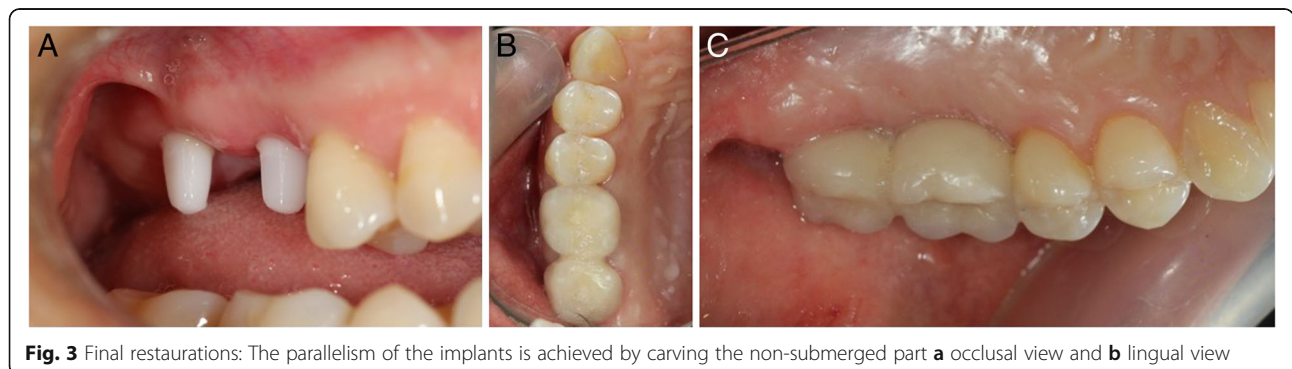 A
B
C
Fig. 3 Final restaurations: The parallelism of the implants is achieved by carving the non-submerged part a occlusal view and b lingual view